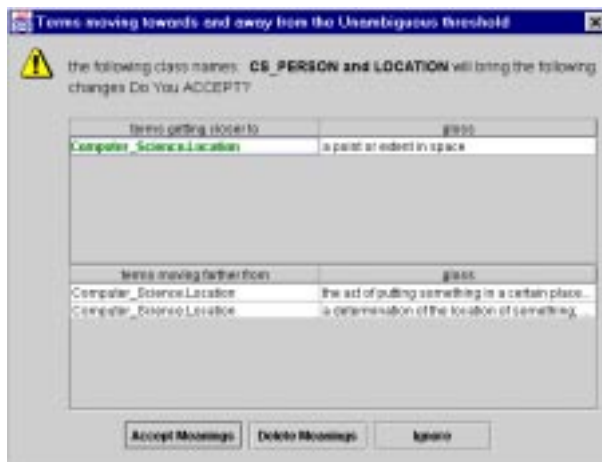 Terms moving towards and away from the Unambiguous threshold
the following class names: CS_PERSON and LOCATION will bring the following
changes Do You ACCEPT?
terms getting closer to gloss
Computer_Science.Location a point or extent in space
terms moving farther from gloss
Computer_Science.Location the act of putting something in a certain place...
Computer_Science.Location a determination of the location of something; ...
Accept Meanings Delete Meanings Ignore